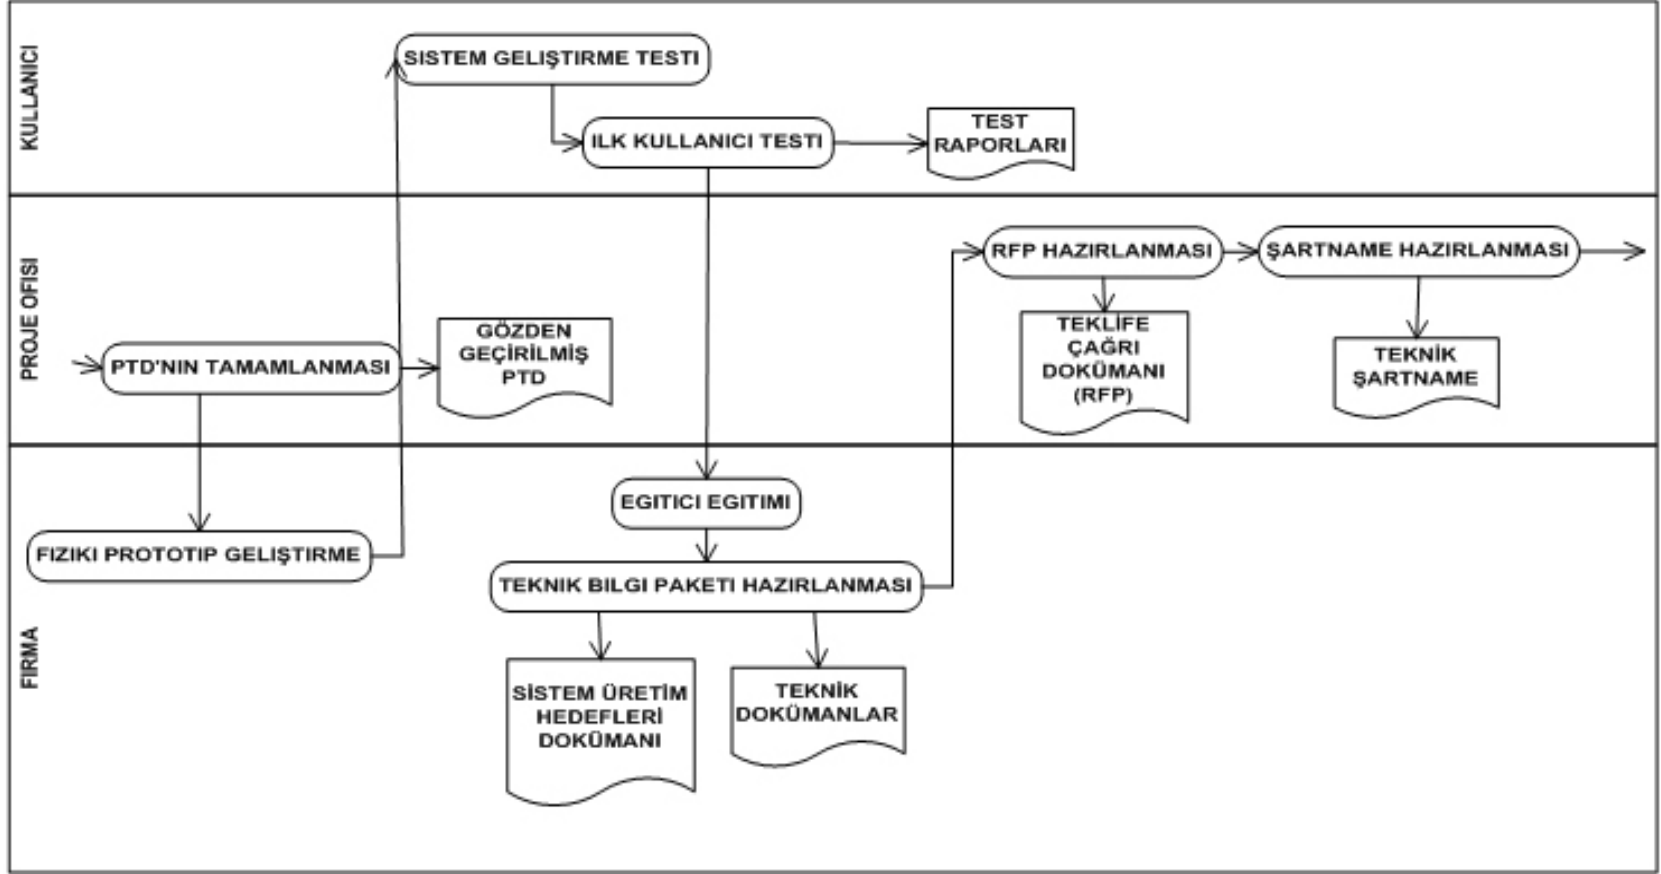 KULLANICI
SISTEM GELIŞTIRME TESTI
ILK KULLANICI TESTI
TEST
RAPORLARI
PROJE OFISI
PTD'NIN TAMAMLANMASI
GÖZDEN
GEÇİRİLMİŞ
PTD
RFP HAZIRLANMASI
ŞARTNAME HAZIRLANMASI
TEKLİFE
ÇAĞRI
DOKÜMANI
(RFP)
TEKNİK
ŞARTNAME
FIRMA
FIZIKI PROTOTIP GELIŞTIRME
EGITICI EGITIMI
TEKNIK BILGI PAKETI HAZIRLANMASI
SİSTEM ÜRETİM
HEDEFLERİ
DOKÜMANI
TEKNİK
DOKÜMANLAR